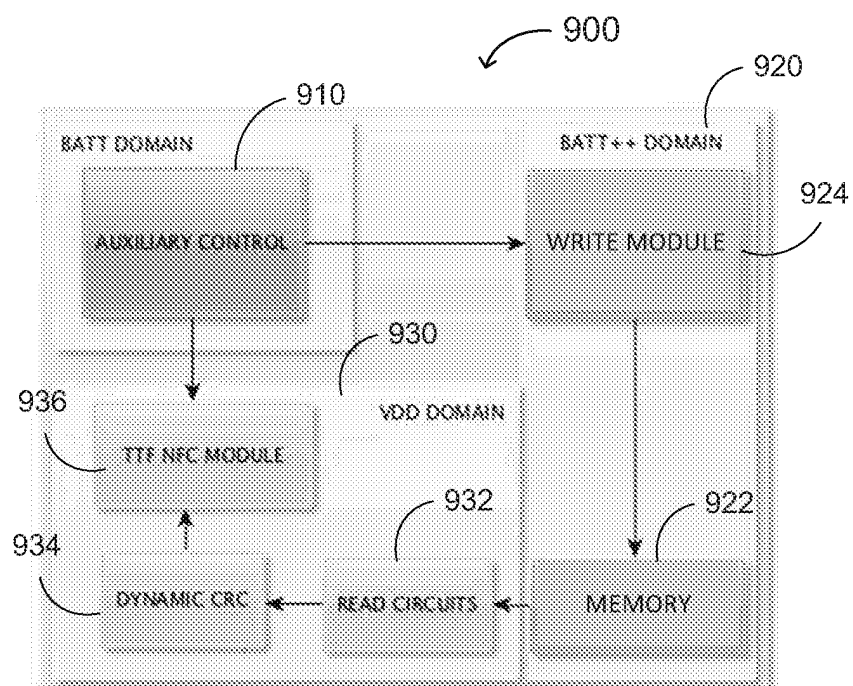 900
910
920
BATT DOMAIN
BATT++ DOMAIN
924
AUXILIARY CONTROL
WRITE MODULE
930
936
VDD DOMAIN
TTF NFC MODULE
932
922
934
DYNAMIC CRC
READ CIRCUITS
MEMORY